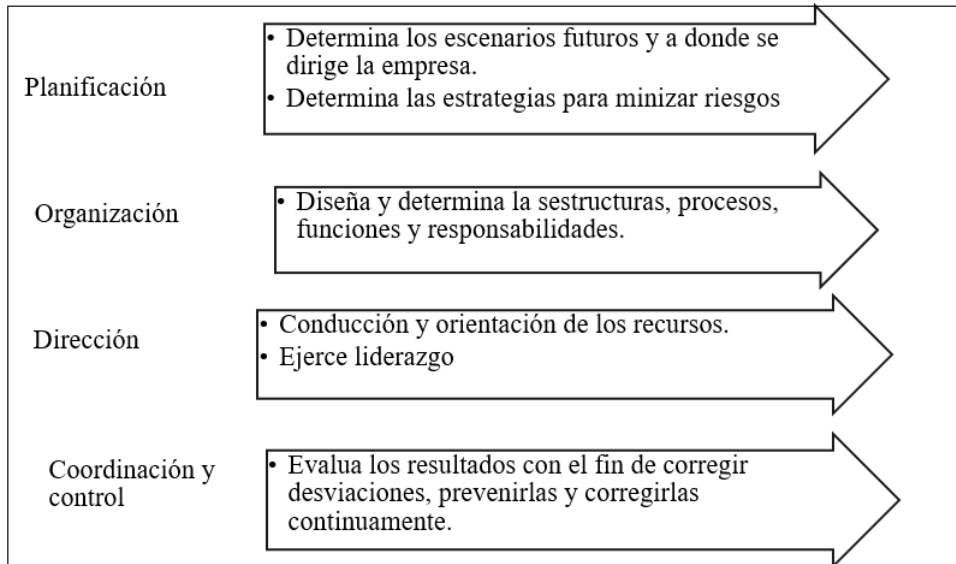 Planificación
• Determina los escenarios futuros y a donde se
dirige la empresa.
• Determina las estrategias para minizar riesgos
Organización
• Diseña y determina la sestructuras, procesos,
funciones y responsabilidades.
Dirección
• Conducción y orientación de los recursos.
• Ejerce liderazgo
Coordinación y
control
• Evalua los resultados con el fin de corregir
desviaciones, prevenirlas y corregirlas
continuamente.